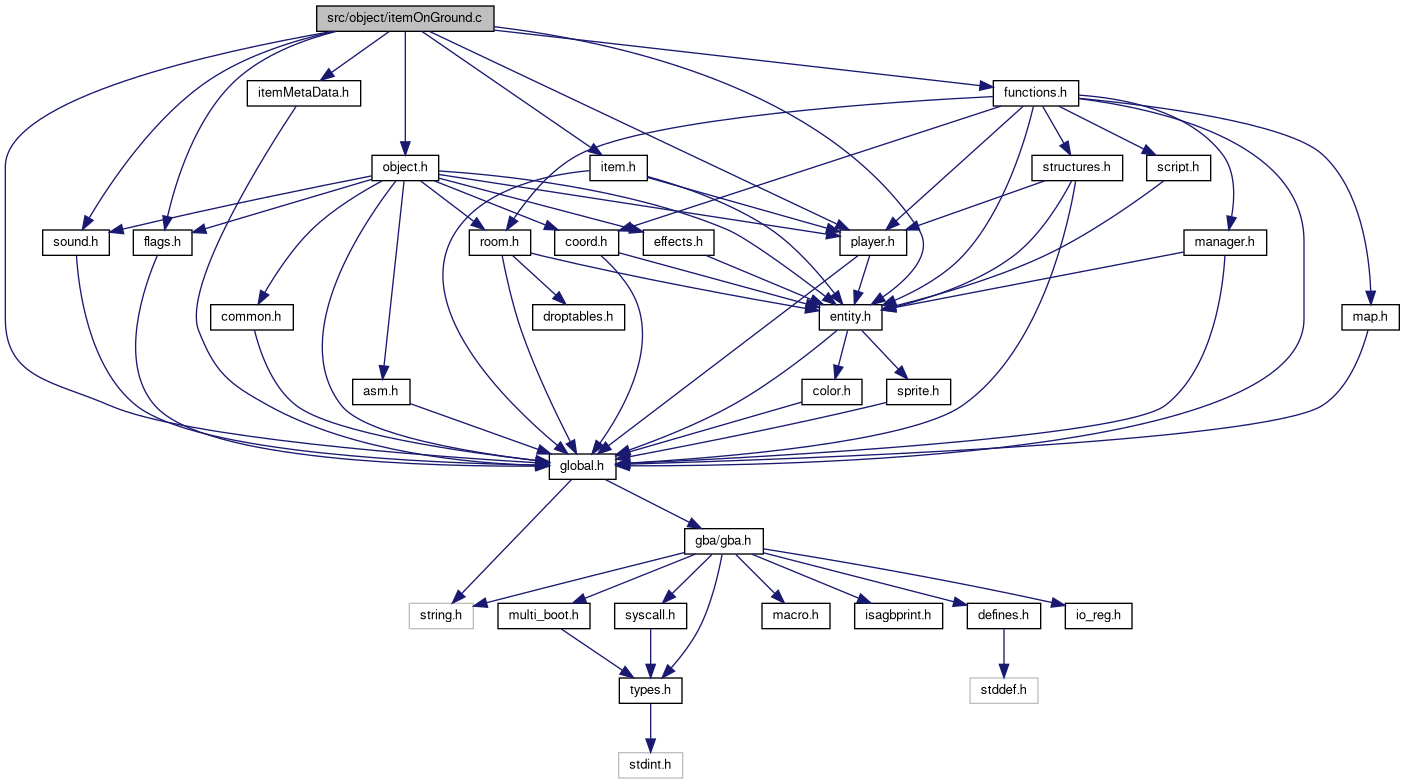 src/object/itemOnGround.c
itemMetaData.h
functions.h
object.h
item.h
structures.h
script.h
sound.h
flags.h
room.h
coord.h
effects.h
player.h
manager.h
common.h
droptables.h
entity.h
map.h
asm.h
color.h
sprite.h
global.h
gba/gba.h
string.h
multi_boot.h
syscall.h
macro.h
isagbprint.h
defines.h
io_reg.h
types.h
stddef.h
stdint.h